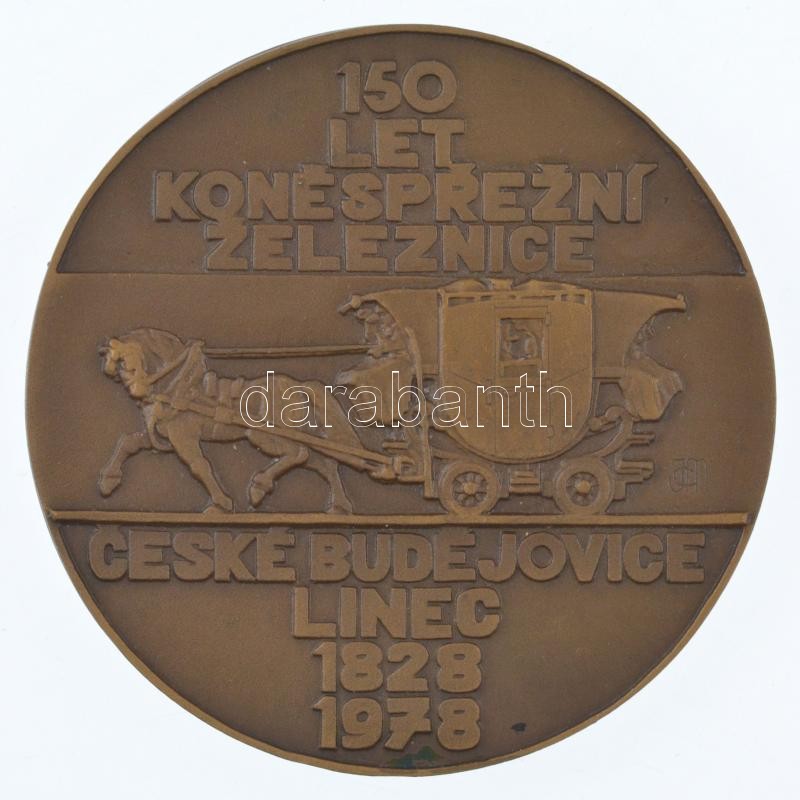 150
LET
KONĚSPŘEŽNÍ
ŽELEZNICE
darabanth
ČESKÉ BUDĚJOVICE
LINEC
1828
1978